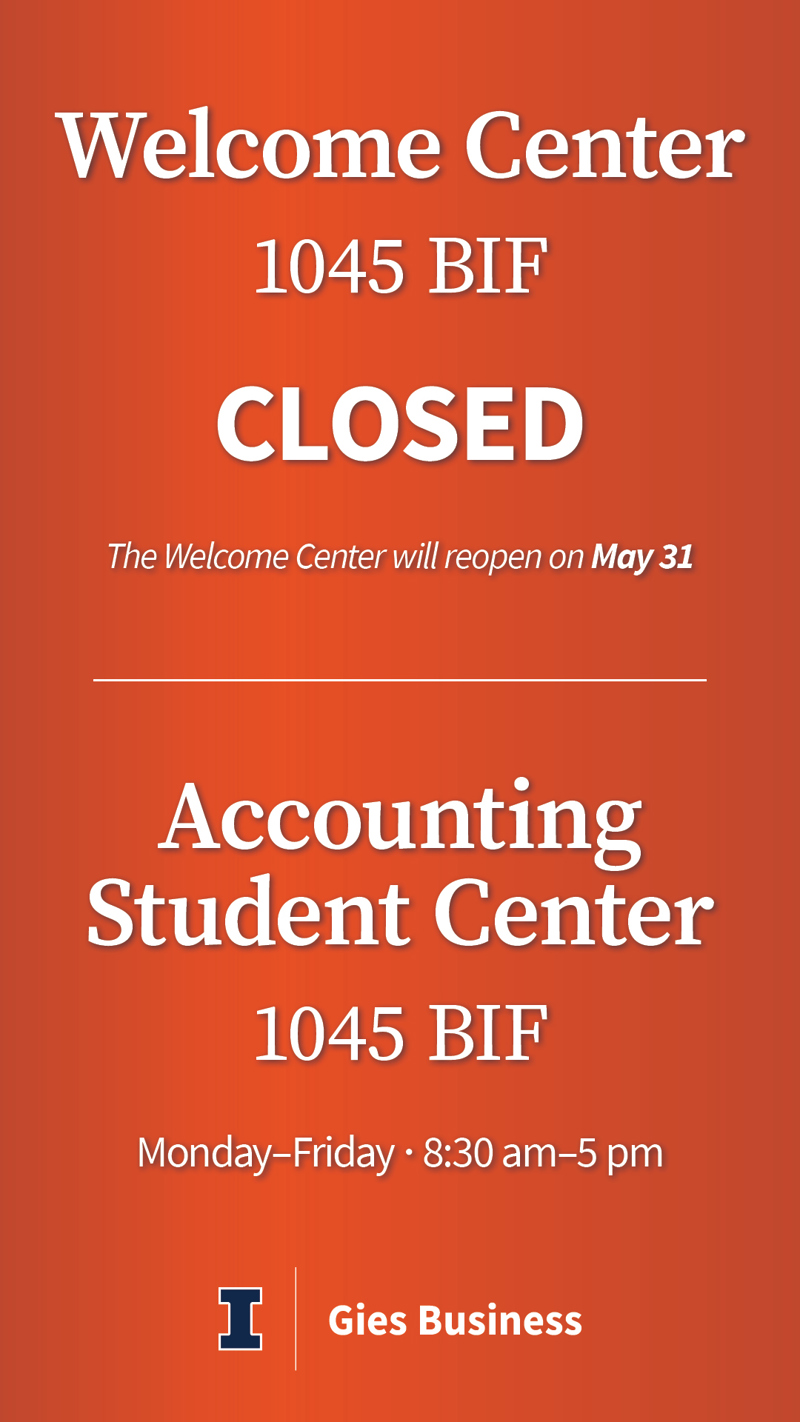 Welcome Center
1045 BIF
CLOSED
The Welcome Center will reopen on May 31
Accounting
Student Center
1045 BIF
Monday–Friday · 8:30 am–5 pm
I
Gies Business